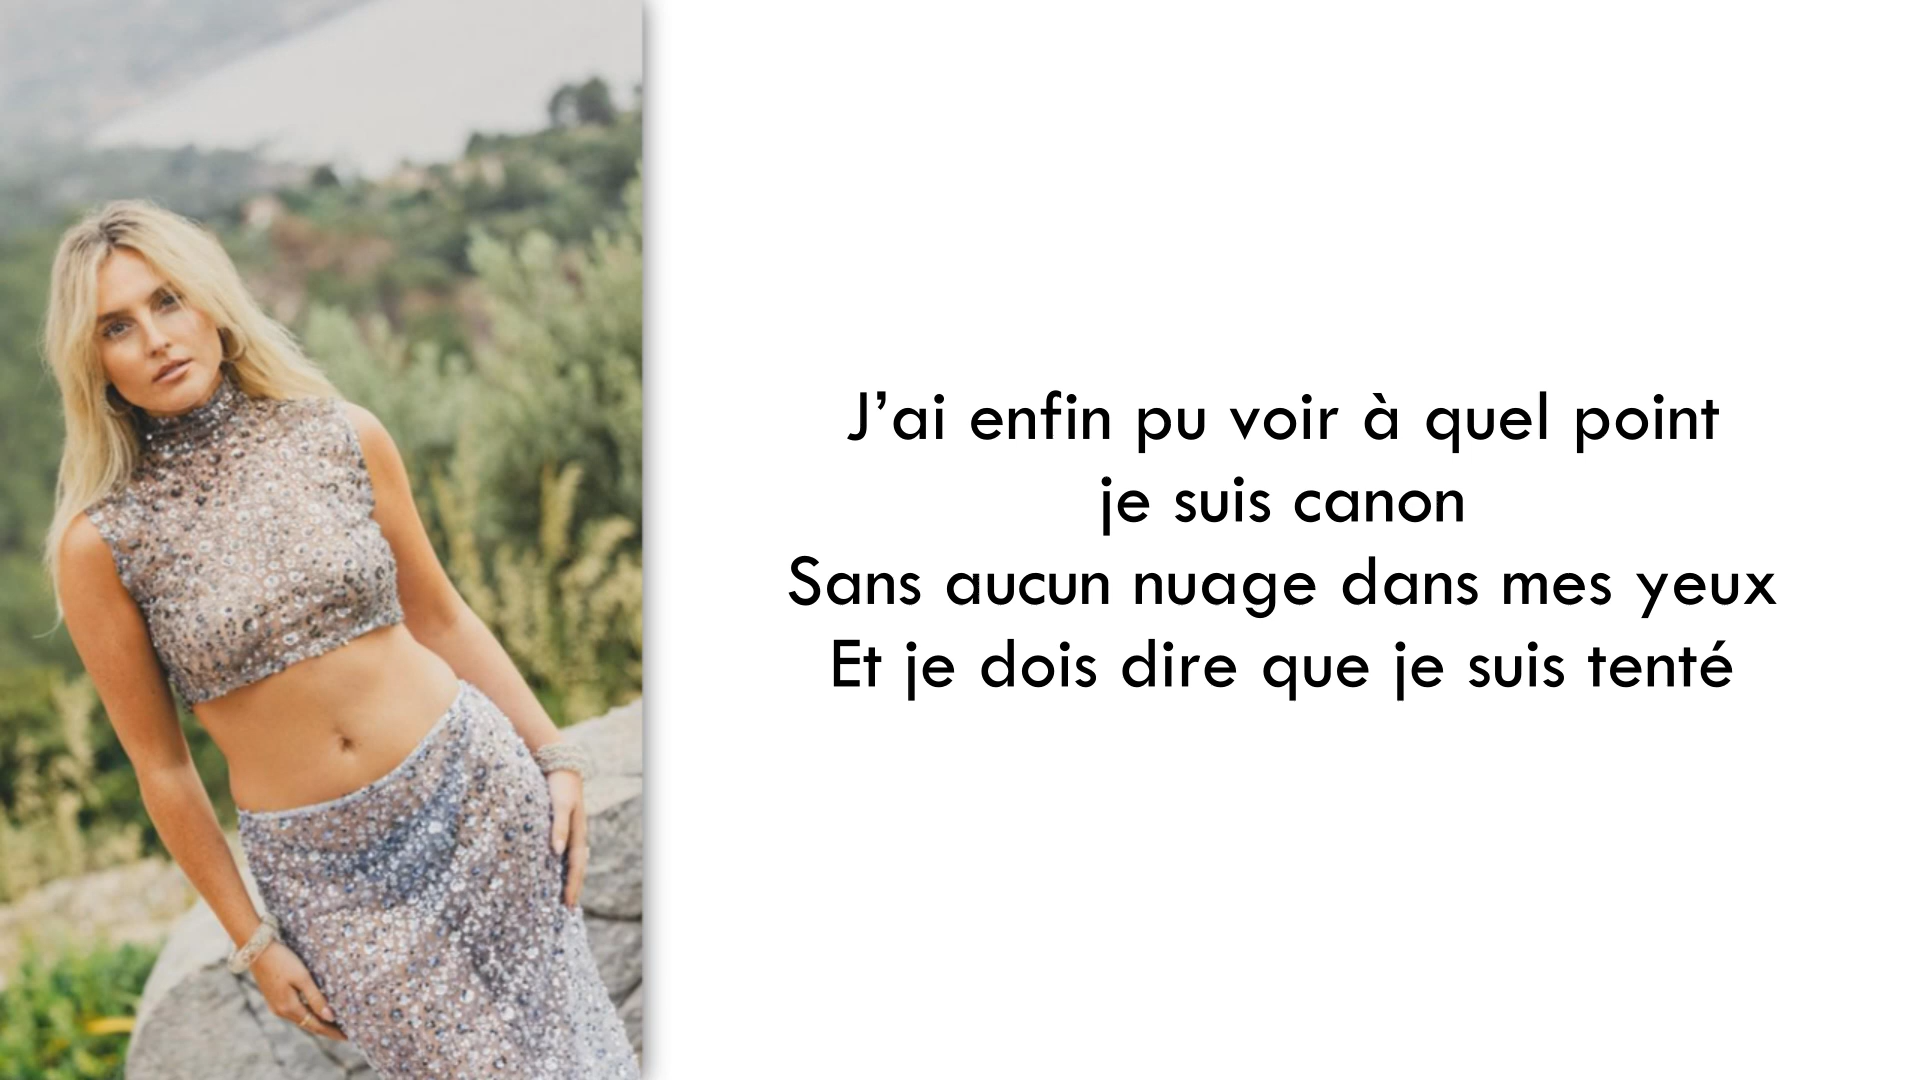 J’ai enfin pu voir à quel point
je suis canon
Sans aucun nuage dans mes yeux
Et je dois dire que je suis tenté